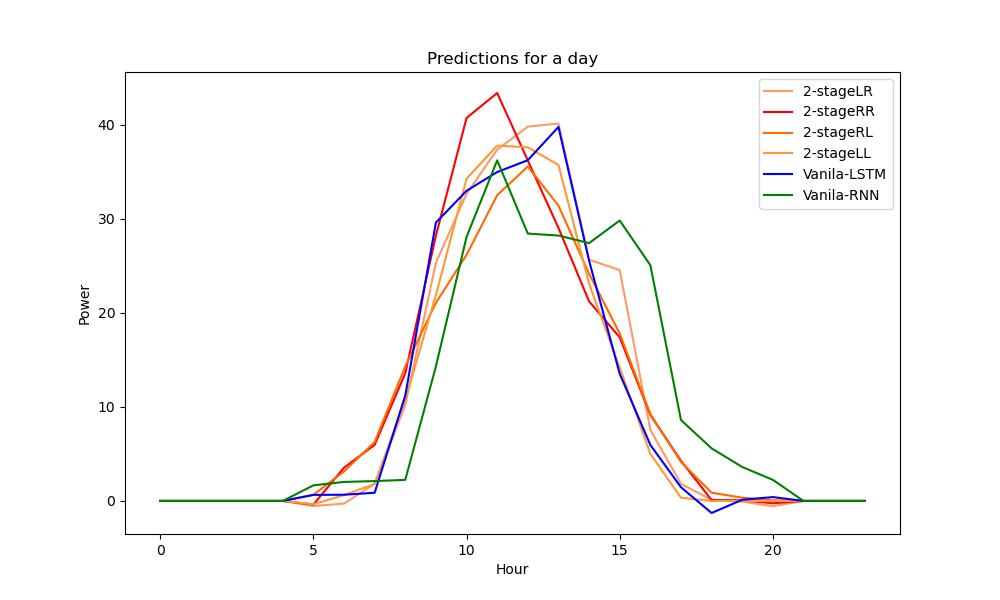 Predictions for a day
2-stageLR
2-stageRR
2-stageRL
2-stageLL
Vanila-LSTM
Vanila-RNN
40
30
20
10
0
Power
0 5 10 15 20
Hour